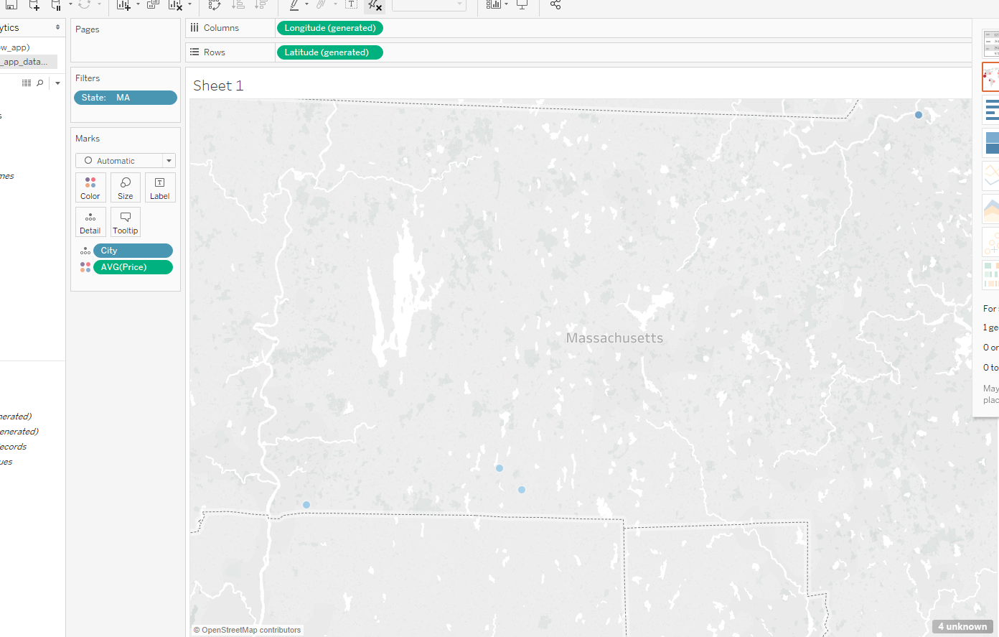 ytics
ow_app)
_app_data...
s
mes
nerated)
enerated)
ecords
ues
Pages
Filters
State: MA
Marks
Automatic
Color Size Label
Detail Tooltip
City
AVG(Price)
Columns Longitude (generated)
Rows Latitude (generated)
Sheet 1
Massachusetts
© OpenStreetMap contributors
4 unknown
For
1 ge
0 or
0 to
May
plac